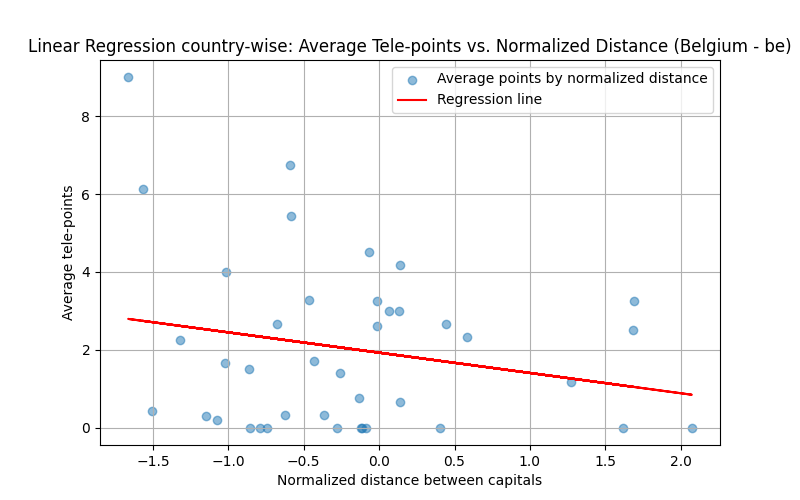 Linear Regression country-wise: Average Tele-points vs. Normalized Distance (Belgium - be)
Average points by normalized distance
Regression line
Average tele-points
8
6
4
2
0
−1.5 −1.0 −0.5 0.0 0.5 1.0 1.5 2.0
Normalized distance between capitals